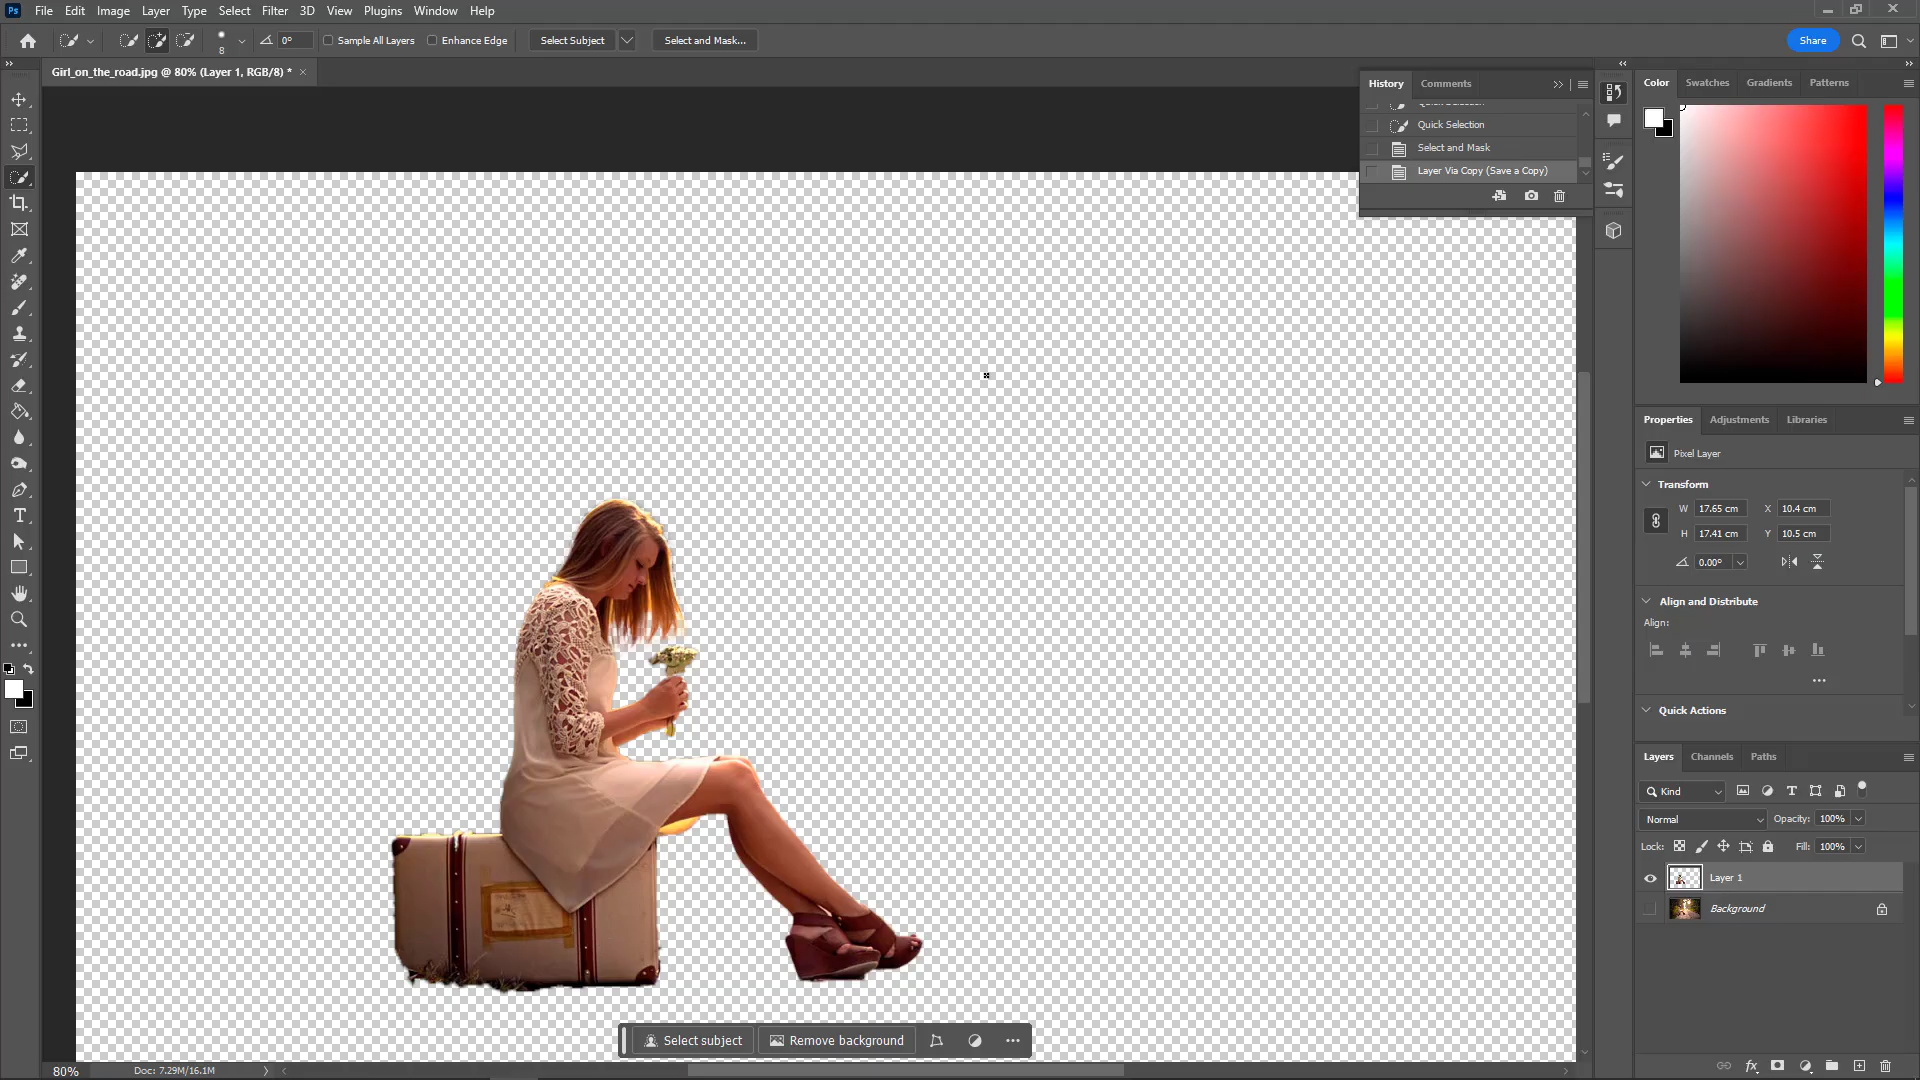 Ps File Edit Image Layer Type Select Filter 3D View Plugins Window Help
8 0° Sample All Layers Enhance Edge Select Subject Select and Mask... Share
Girl_on_the_road.jpg @ 80% (Layer 1, RGB/8) * ×
History Comments
Quick Selection
Quick Selection
Select and Mask
Layer Via Copy (Save a Copy)
Color Swatches Gradients Patterns
Properties Adjustments Libraries
Pixel Layer
Transform
W 17.65 cm X 10.4 cm
H 17.41 cm Y 10.5 cm
0.00°
Align and Distribute
Align:
Quick Actions
Layers Channels Paths
Kind
Normal Opacity: 100%
Lock: Fill: 100%
Layer 1
Background
Select subject Remove background
80% Doc: 7.29M/16.1M